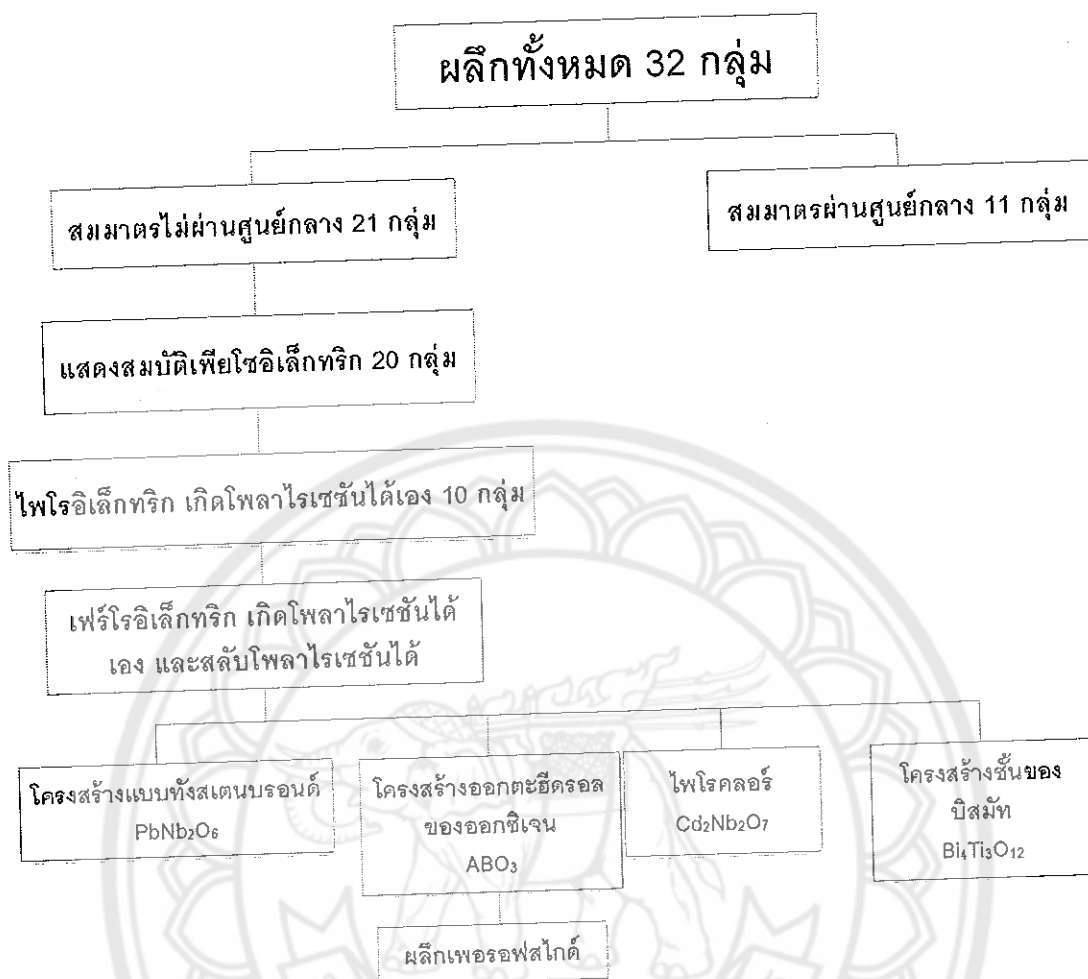 ผลึกทั้งหมด 32 กลุ่ม
สมมาตรไม่ผ่านศูนย์กลาง 21 กลุ่ม
สมมาตรผ่านศูนย์กลาง 11 กลุ่ม
แสดงสมบัติเพียโซอิเล็กทริก 20 กลุ่ม
ไพโรอิเล็กทริก เกิดโพลาไรเซชันได้เอง 10 กลุ่ม
เฟร์โรอิเล็กทริก เกิดโพลาไรเซชันได้
เอง และสลับโพลาไรเซชันได้
โครงสร้างแบบทังสเตนบรอนด์
PbNb₂O₆
โครงสร้างออกตะฮีดรอล
ของออกซิเจน
ABO₃
ไพโรคลอร์
Cd₂Nb₂O₇
โครงสร้างชั้นของ
บิสมัท
Bi₄Ti₃O₁₂
ผลึกเพอรอฟสไกด์